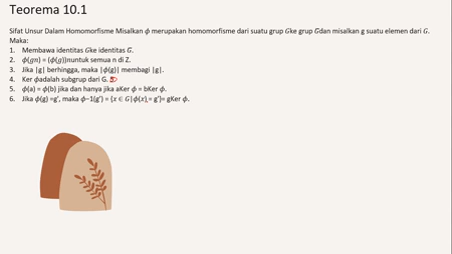 Teorema 10.1
Sifat Unsur Dalam Homomorfisme Misalkan 𝜙 merupakan homomorfisme dari suatu grup 𝐺ke grup 𝐺̅dan misalkan g suatu elemen dari 𝐺.
Maka:
1. Membawa identitas 𝐺ke identitas 𝐺̅.
2. 𝜙(𝑔𝑛) = (𝜙(𝑔))𝑛untuk semua n di Z.
3. Jika |g| berhingga, maka |𝜙(g)| membagi |g|.
4. Ker 𝜙adalah subgrup dari G.
5. 𝜙(a) = 𝜙(b) jika dan hanya jika aKer 𝜙 = bKer 𝜙.
6. Jika 𝜙(g) =g′, maka 𝜙−1(g′) = {𝑥 ∈ 𝐺|𝜙(𝑥) = g′}= gKer 𝜙.